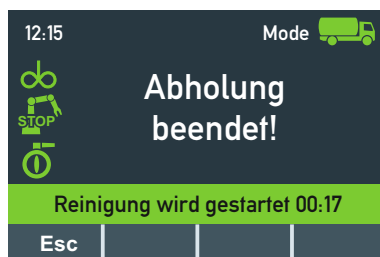 12:15 Mode
STOP
Abholung
beendet!
Reinigung wird gestartet 00:17
Esc